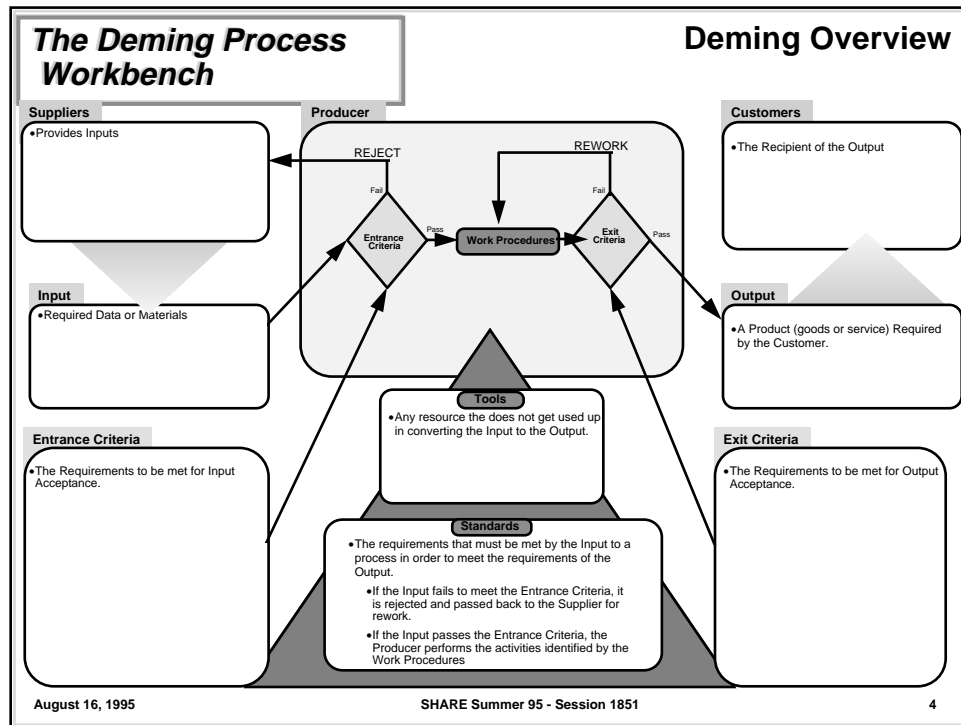 The Deming Process
Workbench
Deming Overview
Suppliers
•Provides Inputs
Producer
REJECT
REWORK
Fail
Fail
Entrance
Criteria
Pass
Work Procedures
Exit
Criteria
Pass
Customers
•The Recipient of the Output
Input
•Required Data or Materials
Output
•A Product (goods or service) Required
by the Customer.
Tools
•Any resource the does not get used up
in converting the Input to the Output.
Entrance Criteria
•The Requirements to be met for Input
Acceptance.
Exit Criteria
•The Requirements to be met for Output
Acceptance.
Standards
•The requirements that must be met by the Input to a
process in order to meet the requirements of the
Output.
•If the Input fails to meet the Entrance Criteria, it
is rejected and passed back to the Supplier for
rework.
•If the Input passes the Entrance Criteria, the
Producer performs the activities identified by the
Work Procedures
August 16, 1995
SHARE Summer 95 - Session 1851
4